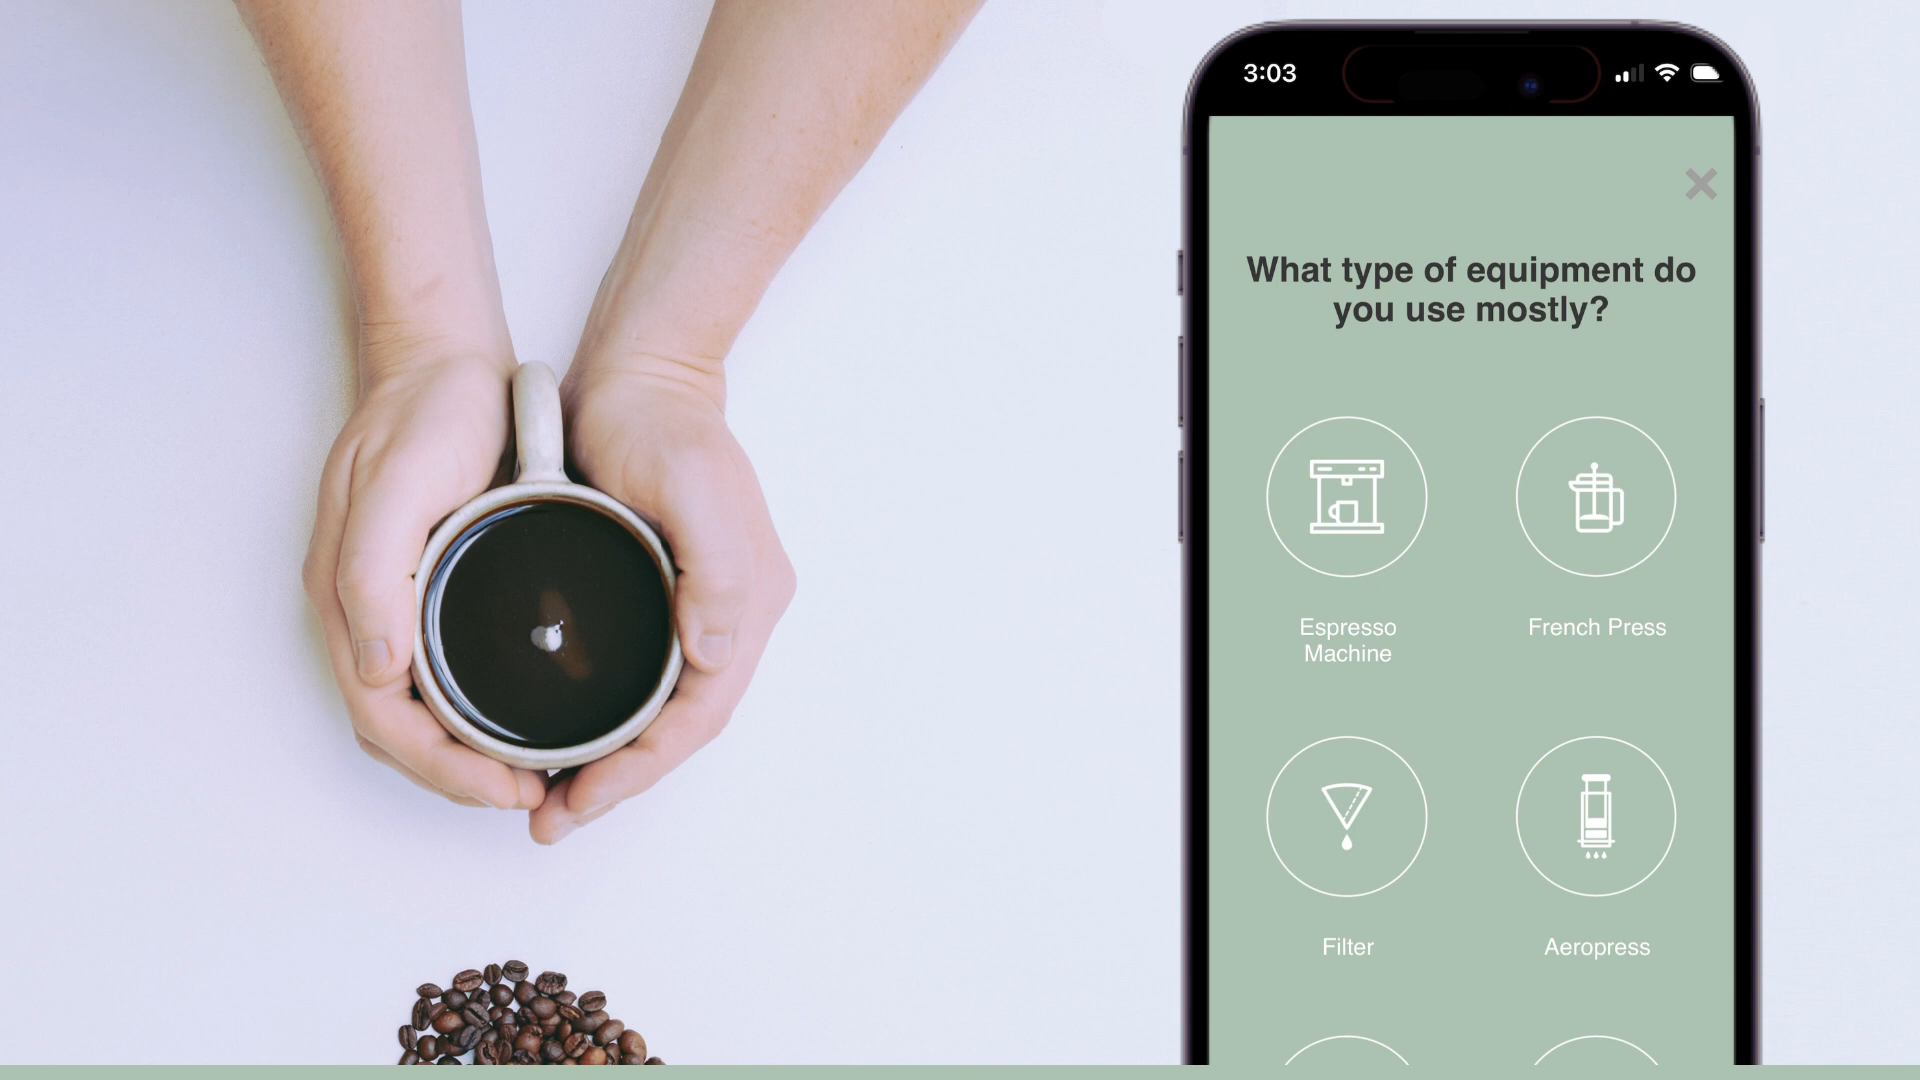 3:03
What type of equipment do
you use mostly?
Espresso
Machine
French Press
Filter
Aeropress